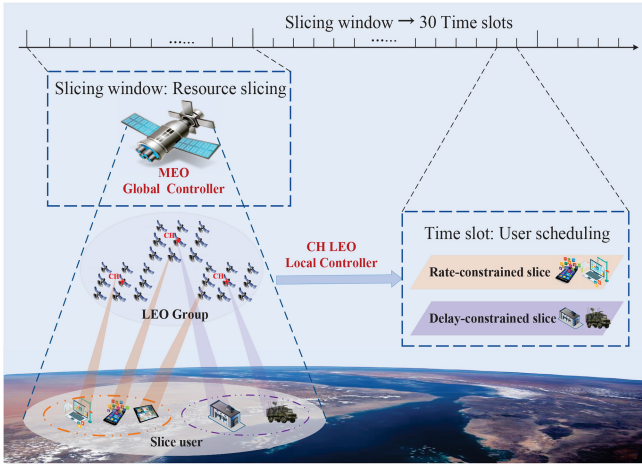 Slicing window → 30 Time slots
......
......
Slicing window: Resource slicing
MEO
Global Controller
CH
CH
CH
LEO Group
CH LEO
Local Controller
Time slot: User scheduling
Rate-constrained slice
Delay-constrained slice
Slice user